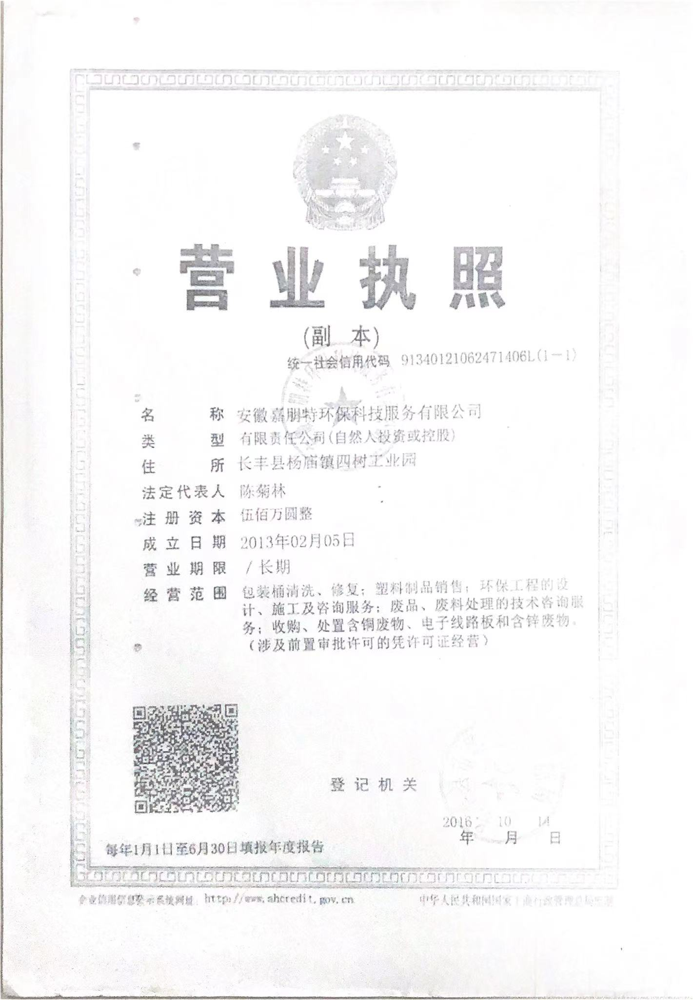 营业执照
(副 本)
统一社会信用代码 91340121062471406L(1-1)
名 称 安徽嘉朋特环保科技服务有限公司
类 型 有限责任公司(自然人投资或控股)
住 所 长丰县杨庙镇四树工业园
法定代表人 陈菊林
注册资本 伍佰万圆整
成立日期 2013年02月05日
营业期限 / 长期
经营范围 包装桶清洗、修复；塑料制品销售；环保工程的设
计、施工及咨询服务；废品、废料处理的技术咨询服
务；收购、处置含铜废物、电子线路板和含锌废物。
（涉及前置审批许可的凭许可证经营）
登记机关
2016 10 14
年 月 日
每年1月1日至6月30日填报年度报告
企业信用信息公示系统网址：http://www.ahcredit.gov.cn
中华人民共和国国家工商行政管理总局监制